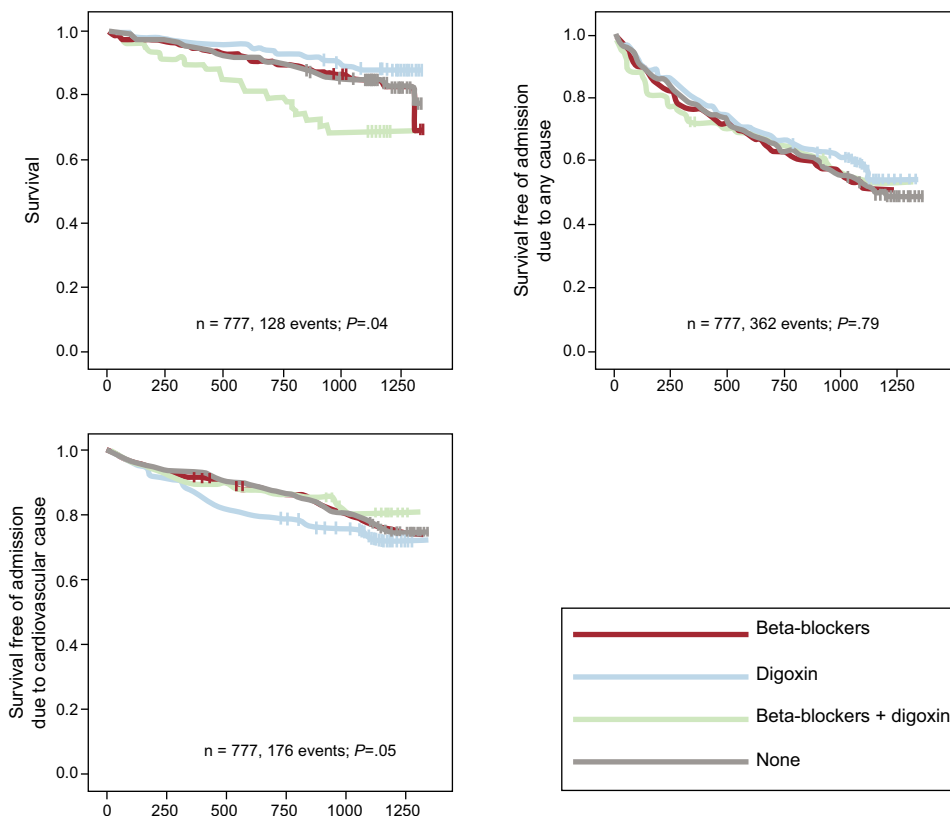 Survival
1.0
0.8
0.6
0.4
0.2
0.0
n = 777, 128 events; P=.04
0 250 500 750 1000 1250
Survival free of admission
due to any cause
1.0
0.8
0.6
0.4
0.2
0.0
n = 777, 362 events; P=.79
0 250 500 750 1000 1250
Survival free of admission
due to cardiovascular cause
1.0
0.8
0.6
0.4
0.2
0.0
n = 777, 176 events; P=.05
0 250 500 750 1000 1250
Beta-blockers
Digoxin
Beta-blockers + digoxin
None